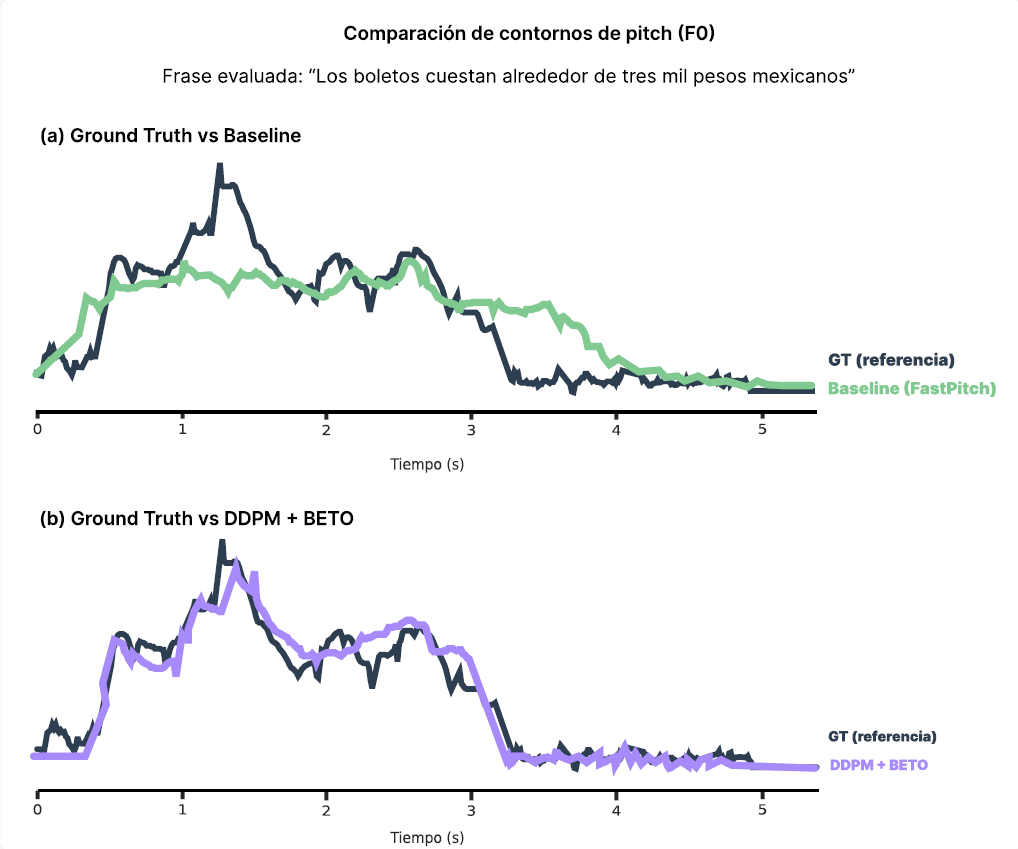 Comparación de contornos de pitch (F0)
Frase evaluada: “Los boletos cuestan alrededor de tres mil pesos mexicanos”
(a) Ground Truth vs Baseline
GT (referencia)
Baseline (FastPitch)
0 1 2 3 4 5
Tiempo (s)
(b) Ground Truth vs DDPM + BETO
GT (referencia)
DDPM + BETO
0 1 2 3 4 5
Tiempo (s)